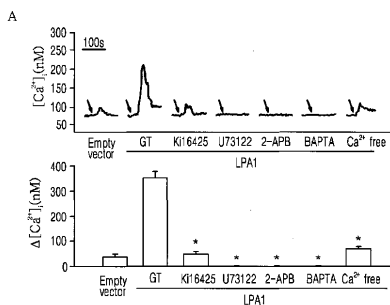 A
100s
[Ca²⁺]ᵢ(nM)
250
200
150
100
50
Empty vector
GT
Ki16425
U73122
2-APB
BAPTA
Ca²⁺ free
LPA1
Δ[Ca²⁺]ᵢ(nM)
400
300
200
100
0
*
*
*
*
*
Empty vector
GT
Ki16425
U73122
2-APB
BAPTA
Ca²⁺ free
LPA1